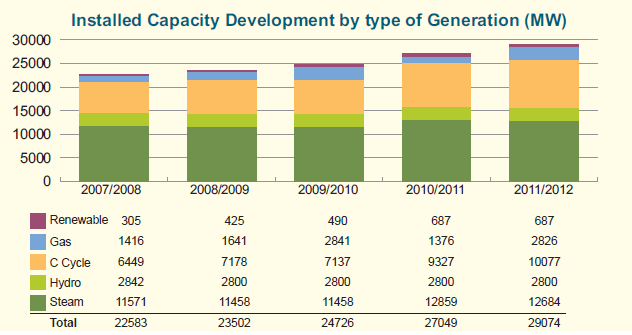 Installed Capacity Development by type of Generation (MW)
30000
25000
20000
15000
10000
5000
0
2007/2008 2008/2009 2009/2010 2010/2011 2011/2012
Renewable 305 425 490 687 687
Gas 1416 1641 2841 1376 2826
C Cycle 6449 7178 7137 9327 10077
Hydro 2842 2800 2800 2800 2800
Steam 11571 11458 11458 12859 12684
Total 22583 23502 24726 27049 29074